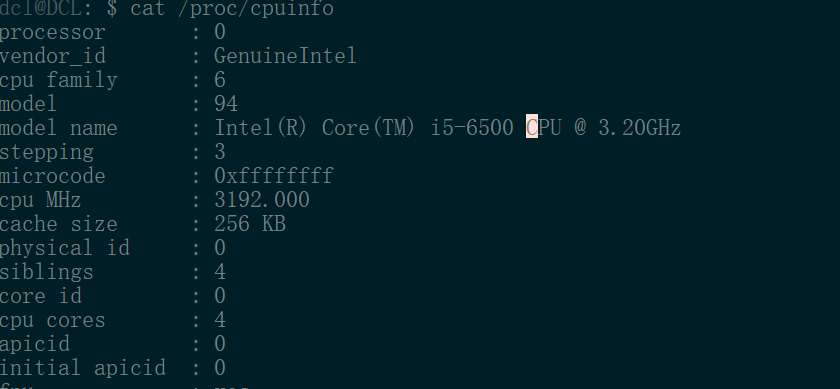 dcl@DCL: $ cat /proc/cpuinfo
processor : 0
vendor_id : GenuineIntel
cpu family : 6
model : 94
model name : Intel(R) Core(TM) i5-6500 CPU @ 3.20GHz
stepping : 3
microcode : 0xffffffff
cpu MHz : 3192.000
cache size : 256 KB
physical id : 0
siblings : 4
core id : 0
cpu cores : 4
apicid : 0
initial apicid : 0